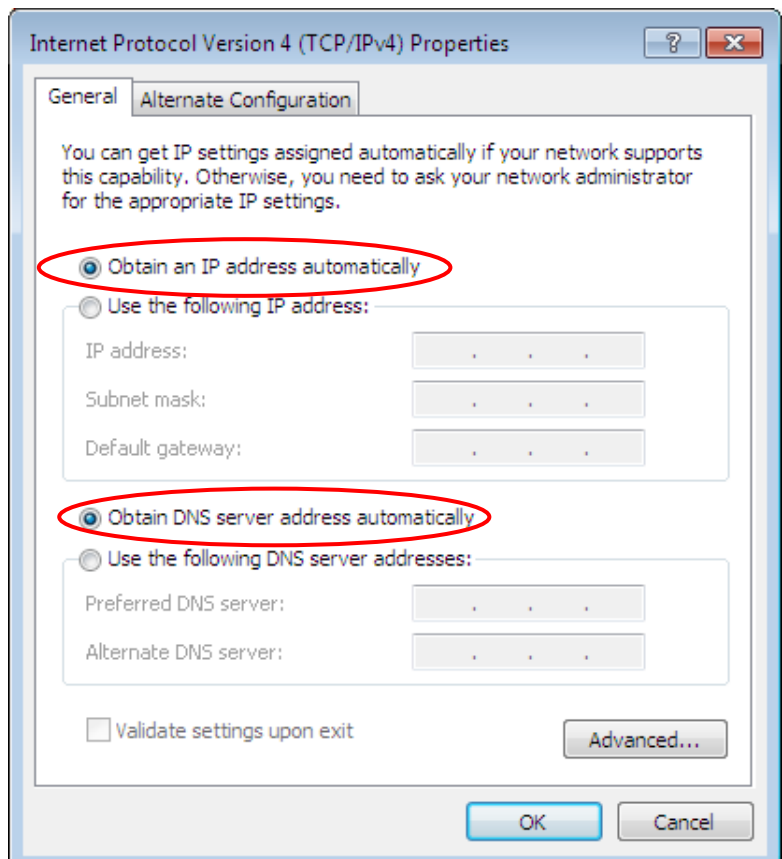 Internet Protocol Version 4 (TCP/IPv4) Properties
General
Alternate Configuration
You can get IP settings assigned automatically if your network supports
this capability. Otherwise, you need to ask your network administrator
for the appropriate IP settings.
Obtain an IP address automatically
Use the following IP address:
IP address:
Subnet mask:
Default gateway:
Obtain DNS server address automatically
Use the following DNS server addresses:
Preferred DNS server:
Alternate DNS server:
Validate settings upon exit
Advanced...
OK
Cancel